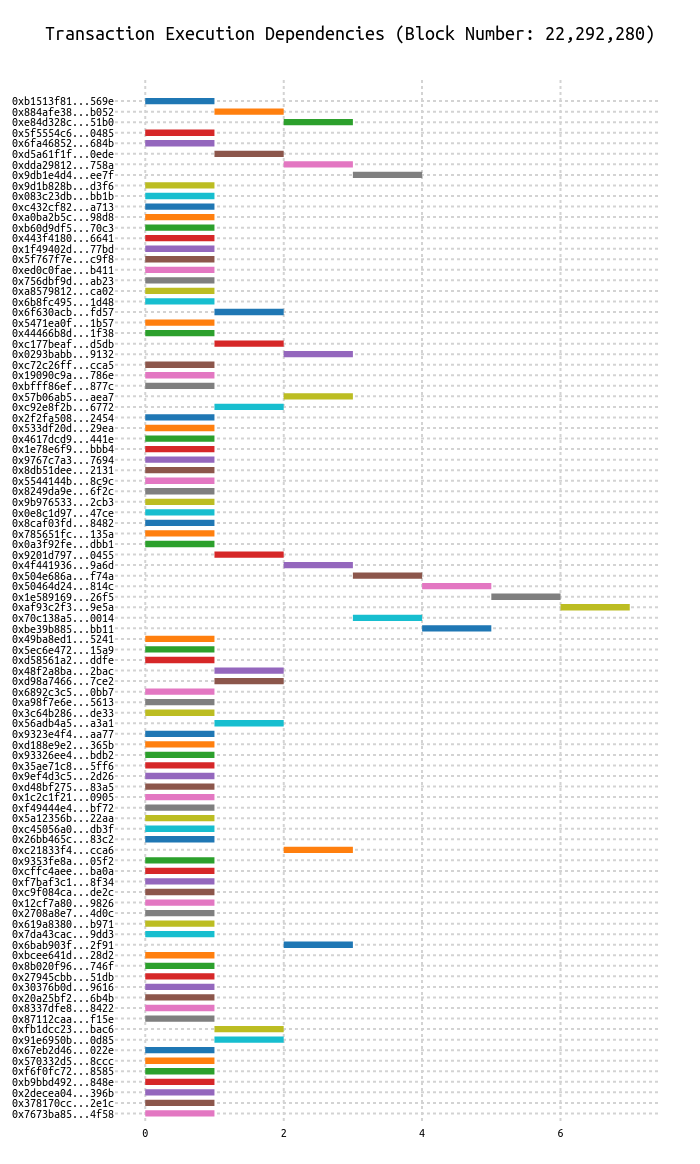 Transaction Execution Dependencies (Block Number: 22,292,280)
0xb1513f81...569e
0x884afe38...b052
0xe84d328c...51b0
0x5f5554c6...0485
0x6fa46852...684b
0xd5a61f1f...0ede
0xdda29812...758a
0x9db1e4d4...ee7f
0x9d1b828b...d3f6
0x083c23db...bb1b
0xc432cf82...a713
0xa0ba2b5c...98d8
0xb60d9df5...70c3
0x443f4180...6641
0x1f49402d...77bd
0x5f767f7e...c9f8
0xed0c0fae...b411
0x756dbf9d...ab23
0xa8579812...ca02
0x6b8fc495...1d48
0x6f630acb...fd57
0x5471ea0f...1b57
0x44466b8d...1f38
0xc177beaf...d5db
0x0293babb...9132
0xc72c26ff...cca5
0x19090c9a...786e
0xbfff86ef...877c
0x57b06ab5...aea7
0xc92e8f2b...6772
0x2f2fa508...2454
0x533df20d...29ea
0x4617dcd9...441e
0x1e78e6f9...bbb4
0x9767c7a3...7694
0x8db51dee...2131
0x5544144b...8c9c
0x8249da9e...6f2c
0x9b976533...2cb3
0x0e8c1d97...47ce
0x8caf03fd...8482
0x785651fc...135a
0x0a3f92fe...dbb1
0x9201d797...0455
0x4f441936...9a6d
0x504e686a...f74a
0x50464d24...814c
0x1e589169...26f5
0xaf93c2f3...9e5a
0x70c138a5...0014
0xbe39b885...bb11
0x49ba8ed1...5241
0x5ec6e472...15a9
0xd58561a2...ddfe
0x48f2a8ba...2bac
0xd98a7466...7ce2
0x6892c3c5...0bb7
0xa98f7e6e...5613
0x3c64b286...de33
0x56adb4a5...a3a1
0x9323e4f4...aa77
0xd188e9e2...365b
0x93326ee4...bdb2
0x35ae71c8...5ff6
0x9ef4d3c5...2d26
0xd48bf275...83a5
0x1c2c1f21...0905
0xf49444e4...bf72
0x5a12356b...22aa
0xc45056a0...db3f
0x26bb465c...83c2
0xc21833f4...cca6
0x9353fe8a...05f2
0xcffc4aee...ba0a
0xf7baf3c1...8f34
0xc9f084ca...de2c
0x12cf7a80...9826
0x2708a8e7...4d0c
0x619a8380...b971
0x7da43cac...9dd3
0x6bab903f...2f91
0xbcee641d...28d2
0x8b020f96...746f
0x27945cbb...51db
0x30376b0d...9616
0x20a25bf2...6b4b
0x8337dfe8...8422
0x87112caa...f15e
0xfb1dcc23...bac6
0x91e6950b...0d85
0x67eb2d46...022e
0x570332d5...8ccc
0xf6f0fc72...8585
0xb9bbd492...848e
0x2decea04...396b
0x378170cc...2e1c
0x7673ba85...4f58
0 2 4 6